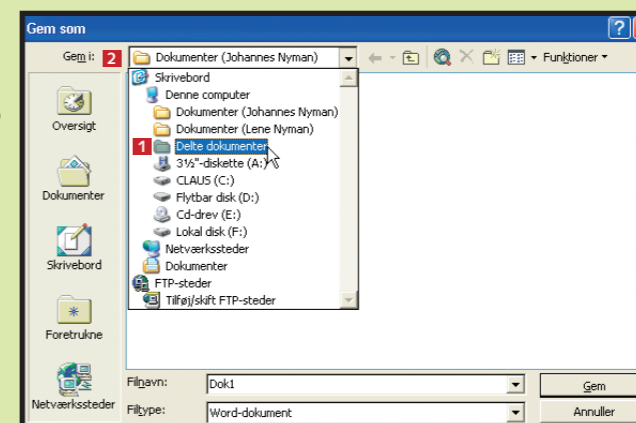 Gem som
?
Gem i: 2 Dokumenter (Johannes Nyman) Funktioner
Skrivebord
Denne computer
Dokumenter (Johannes Nyman)
Dokumenter (Lene Nyman)
1 Delte dokumenter
3½"-diskette (A:)
CLAUS (C:)
Flytbar disk (D:)
Cd-drev (E:)
Lokal disk (F:)
Netværkssteder
Dokumenter
FTP-steder
Tilføj/skift FTP-steder
Oversigt
Dokumenter
Skrivebord
Foretrukne
Netværkssteder
Filnavn: Dok1 Gem
Filtype: Word-dokument Annuller